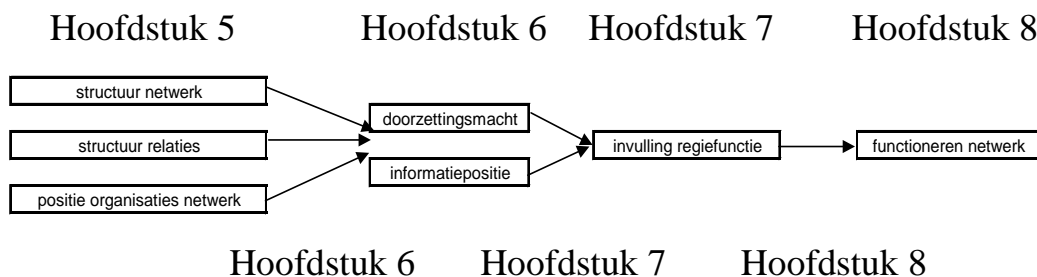 Hoofdstuk 5 Hoofdstuk 6 Hoofdstuk 7 Hoofdstuk 8
structuur netwerk
structuur relaties
positie organisaties netwerk
doorzettingsmacht
informatiepositie
invulling regiefunctie
functioneren netwerk
Hoofdstuk 6 Hoofdstuk 7 Hoofdstuk 8